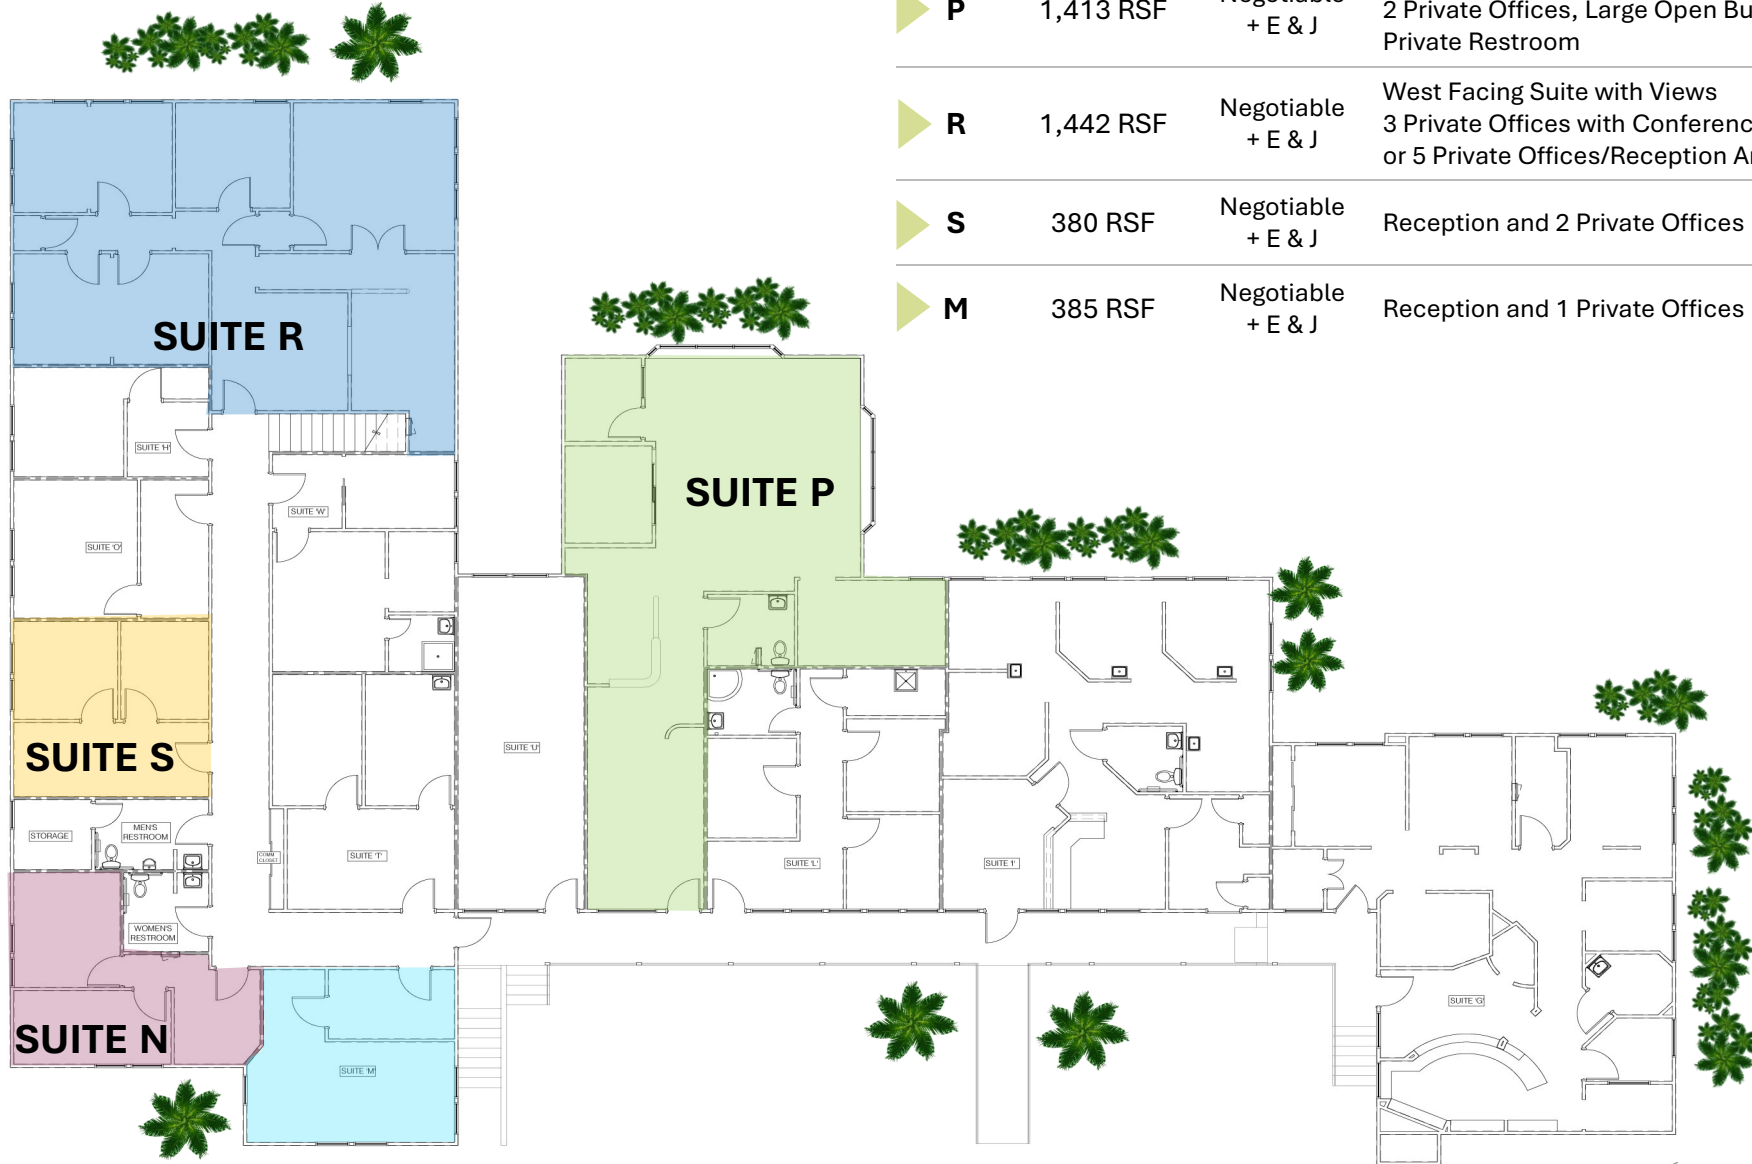 P 1,413 RSF Negotiable + E & J 2 Private Offices, Large Open Bu
Private Restroom
R 1,442 RSF Negotiable + E & J West Facing Suite with Views
3 Private Offices with Conferenc
or 5 Private Offices/Reception A
S 380 RSF Negotiable + E & J Reception and 2 Private Offices
M 385 RSF Negotiable + E & J Reception and 1 Private Offices
SUITE R
SUITE 'H'
SUITE P
SUITE 'W'
SUITE 'O'
SUITE S
SUITE 'U'
STORAGE
MEN'S
RESTROOM
COMM
CLOSET
SUITE 'T'
SUITE 'L'
SUITE 'I'
WOMEN'S
RESTROOM
SUITE 'G'
SUITE N
SUITE 'M'